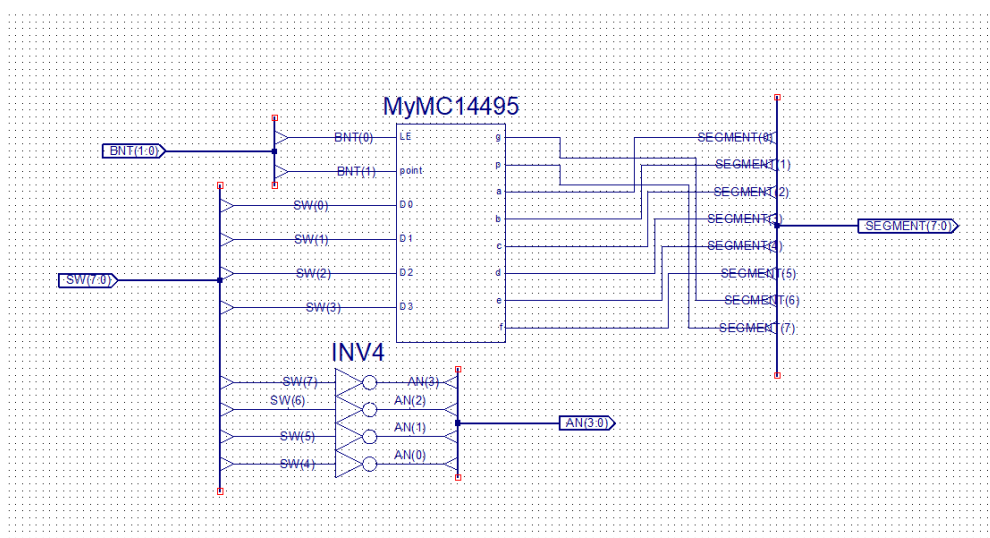 MyMC14495
BNT(1:0)
BNT(0)
LE
g
SEGMENT(0)
BNT(1)
point
p
SEGMENT(1)
a
SEGMENT(2)
SW(0)
D0
b
SEGMENT(3)
SEGMENT(7:0)
SW(1)
D1
c
SEGMENT(4)
SW(7:0)
SW(2)
D2
d
SEGMENT(5)
SW(3)
D3
e
SEGMENT(6)
f
SEGMENT(7)
INV4
SW(7)
AN(3)
SW(6)
AN(2)
AN(3:0)
SW(5)
AN(1)
SW(4)
AN(0)